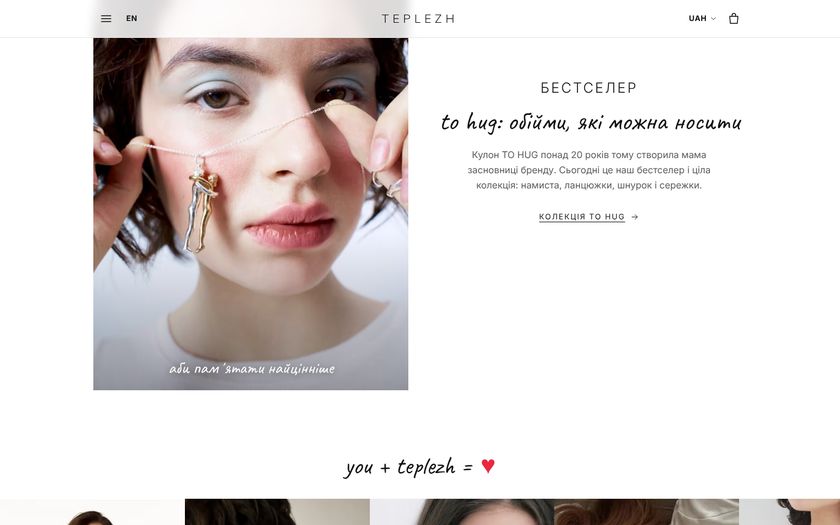 EN
TEPLEZH
UAH
БЕСТСЕЛЕР
to hug: обійми, які можна носити
Кулон TO HUG понад 20 років тому створила мама
засновниці бренду. Сьогодні це наш бестселер і ціла
колекція: намиста, ланцюжки, шнурок і сережки.
КОЛЕКЦІЯ TO HUG →
аби пам'ятати найцінніше
you + teplezh = ♥